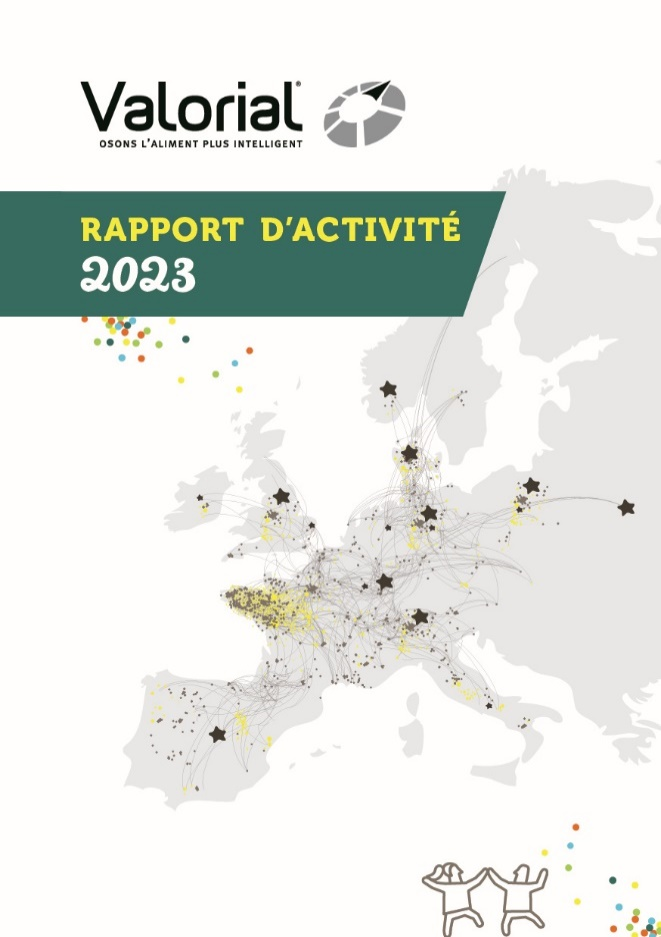 Valorial®
OSONS L'ALIMENT PLUS INTELLIGENT
RAPPORT D'ACTIVITÉ
2023